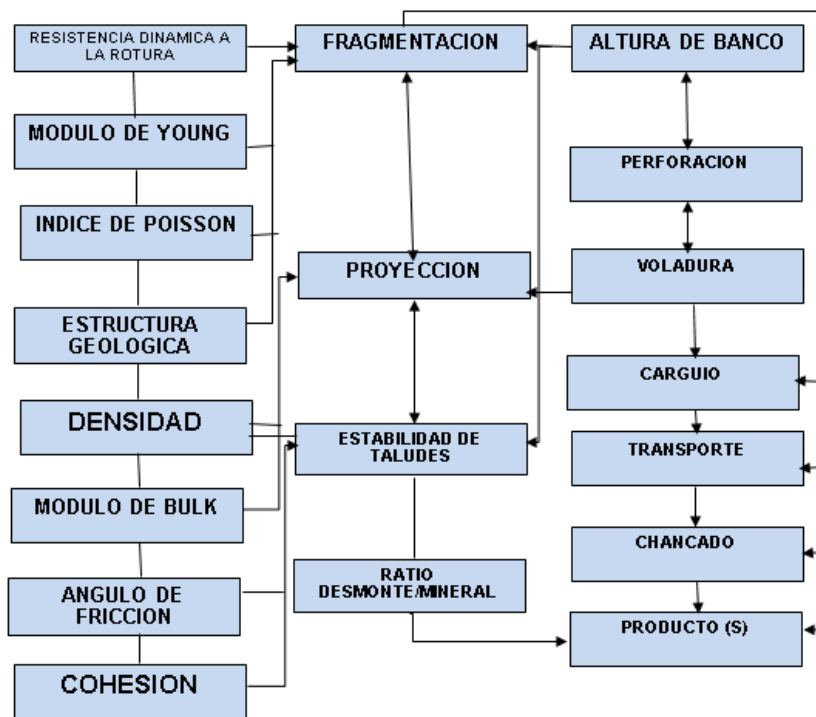 RESISTENCIA DINAMICA A
LA ROTURA
MODULO DE YOUNG
INDICE DE POISSON
ESTRUCTURA
GEOLOGICA
DENSIDAD
MODULO DE BULK
ANGULO DE
FRICCION
COHESION
FRAGMENTACION
PROYECCION
ESTABILIDAD DE
TALUDES
RATIO
DESMONTE/MINERAL
ALTURA DE BANCO
PERFORACION
VOLADURA
CARGUIO
TRANSPORTE
CHANCADO
PRODUCTO (S)